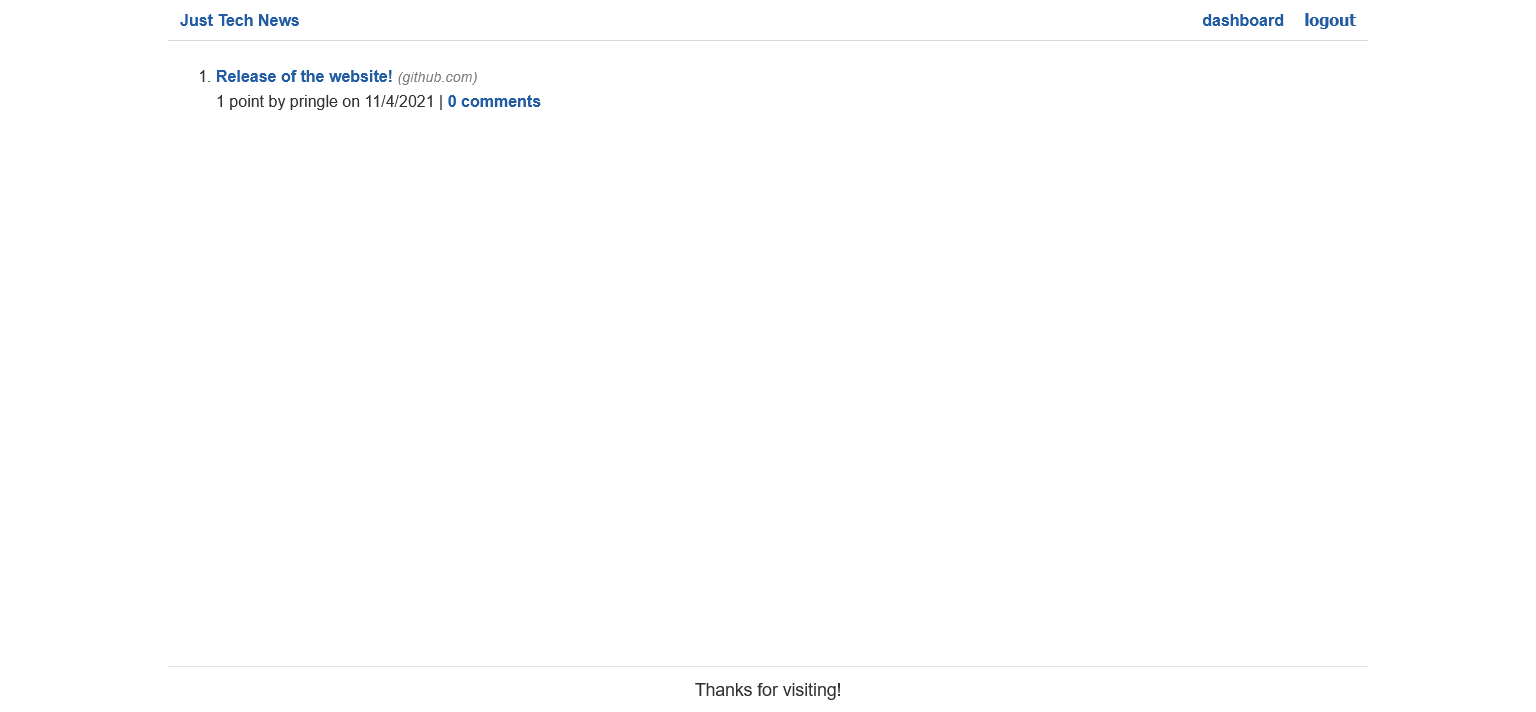 Just Tech News dashboard logout
1. Release of the website! (github.com)
1 point by pringle on 11/4/2021 | 0 comments
Thanks for visiting!